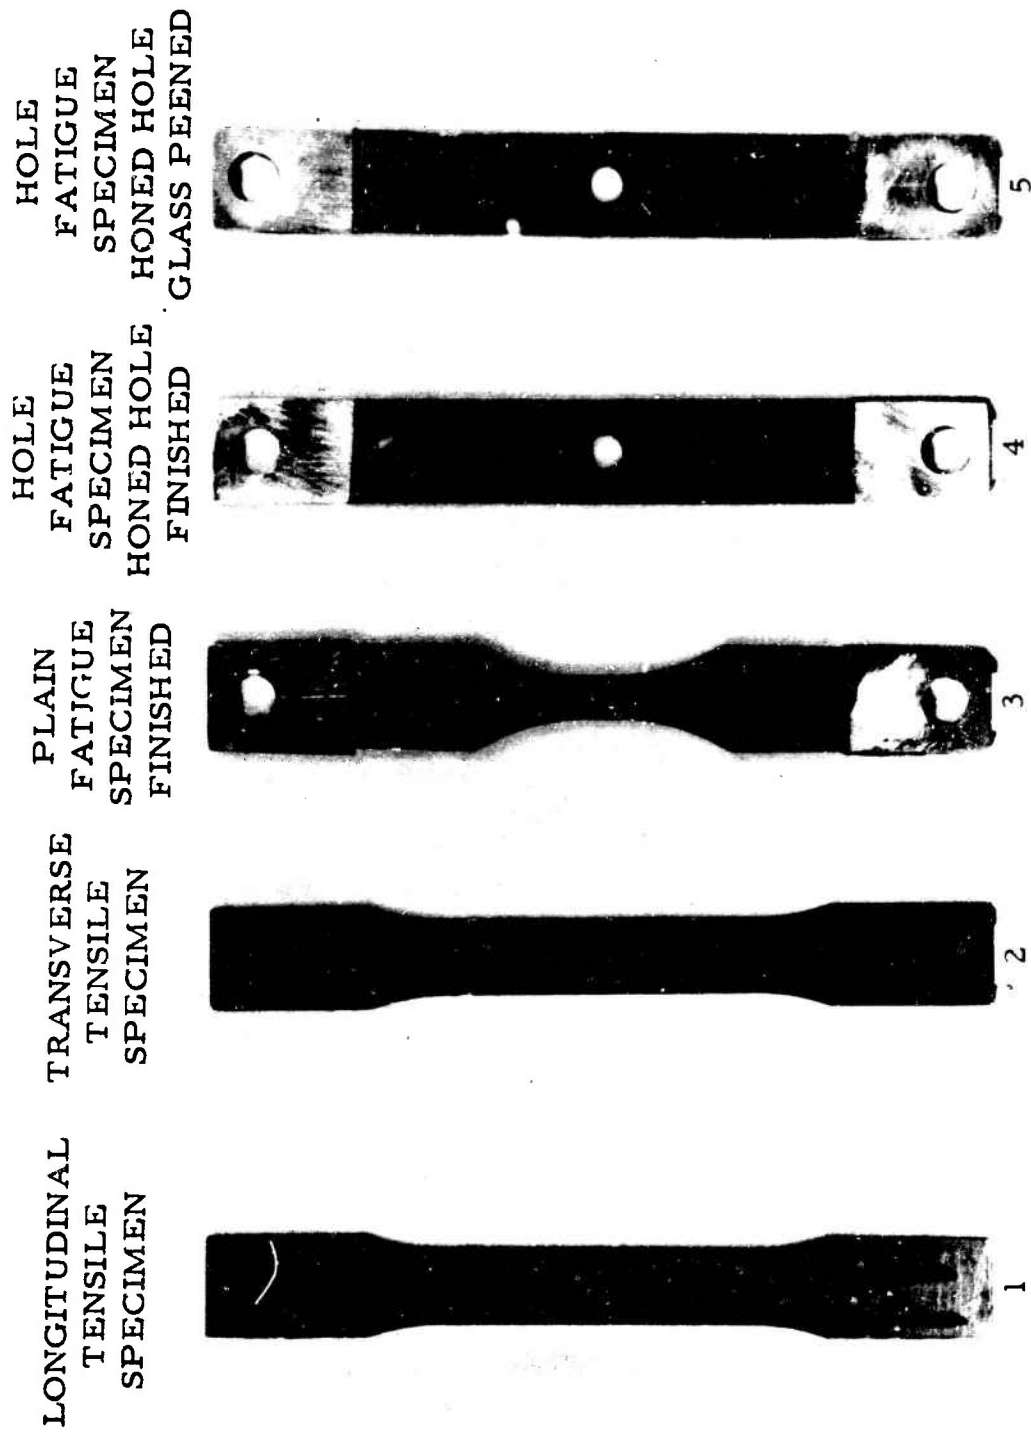 LONGITUDINAL
TENSILE
SPECIMEN
TRANSVERSE
TENSILE
SPECIMEN
PLAIN
FATIGUE
SPECIMEN
FINISHED
HOLE
FATIGUE
SPECIMEN
HONED HOLE
FINISHED
HOLE
FATIGUE
SPECIMEN
HONED HOLE
GLASS PEENED
1
2
3
4
5